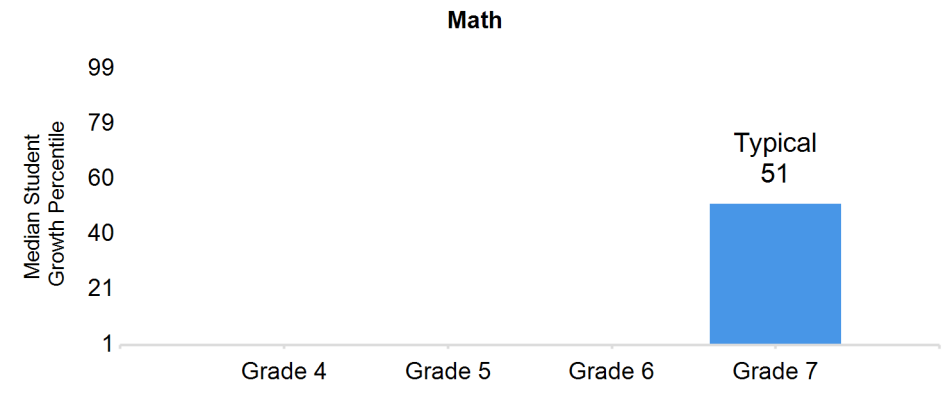 Math
Median Student
Growth Percentile
99
79
60
40
21
1
Typical
51
Grade 4
Grade 5
Grade 6
Grade 7